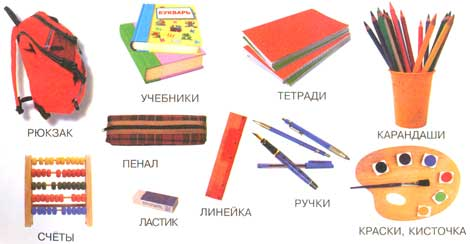 БУКВАРЬ
УЧЕБНИКИ
ТЕТРАДИ
РЮКЗАК
КАРАНДАШИ
ПЕНАЛ
СЧЁТЫ
ЛАСТИК
ЛИНЕЙКА
РУЧКИ
КРАСКИ, КИСТОЧКА